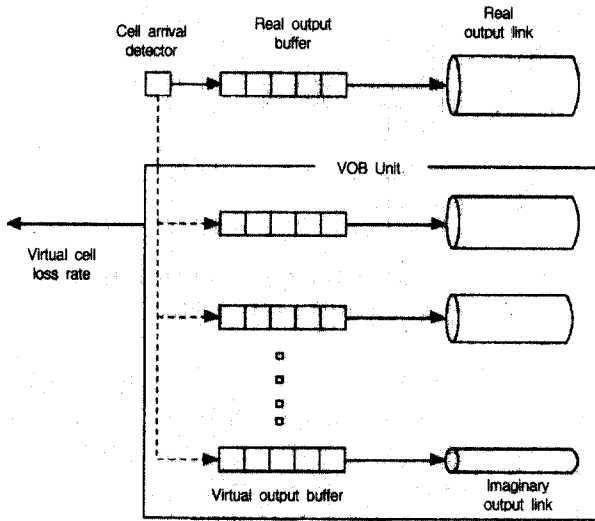 Cell arrival
detector
Real output
buffer
Real
output link
VOB Unit
Virtual cell
loss rate
Virtual output buffer
Imaginary
output link